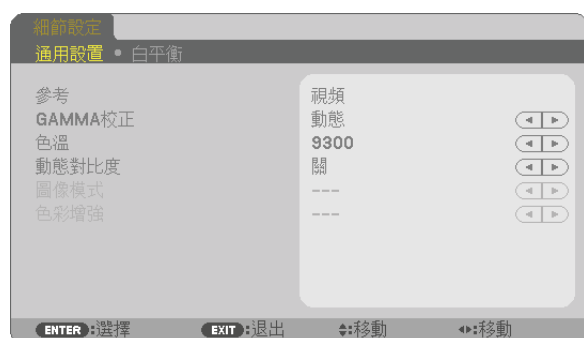 細節設定
通用設置 • 白平衡
參考 視頻
GAMMA校正 動態
色溫 9300
動態對比度 關
圖像模式 ---
色彩增強 ---
ENTER:選擇 EXIT:退出 :移動 :移動